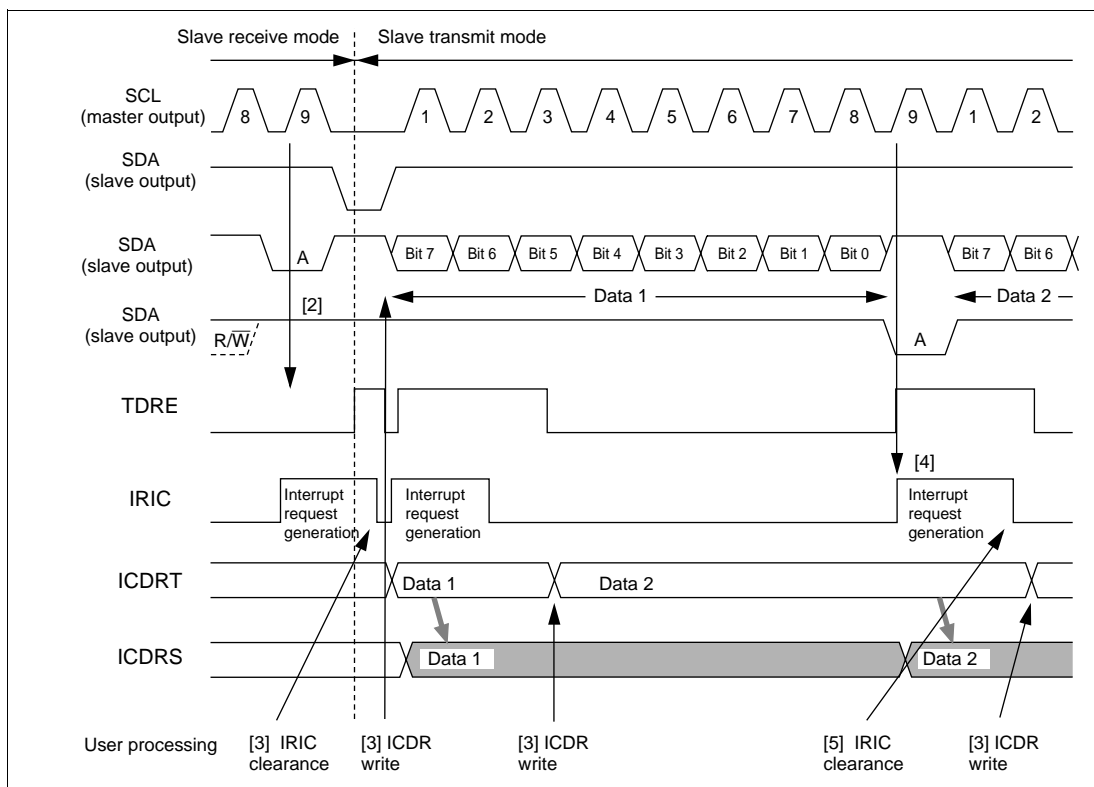 Slave receive mode Slave transmit mode
SCL
(master output)
8 9 1 2 3 4 5 6 7 8 9 1 2
SDA
(slave output)
SDA
(slave output)
A Bit 7 Bit 6 Bit 5 Bit 4 Bit 3 Bit 2 Bit 1 Bit 0 Bit 7 Bit 6
Data 1 Data 2
[2]
SDA
(slave output)
R/W̅ A
TDRE
[4]
IRIC
Interrupt
request
generation
Interrupt
request
generation
Interrupt
request
generation
ICDRT
Data 1 Data 2
ICDRS
Data 1 Data 2
User processing
[3] IRIC
clearance
[3] ICDR
write
[3] ICDR
write
[5] IRIC
clearance
[3] ICDR
write